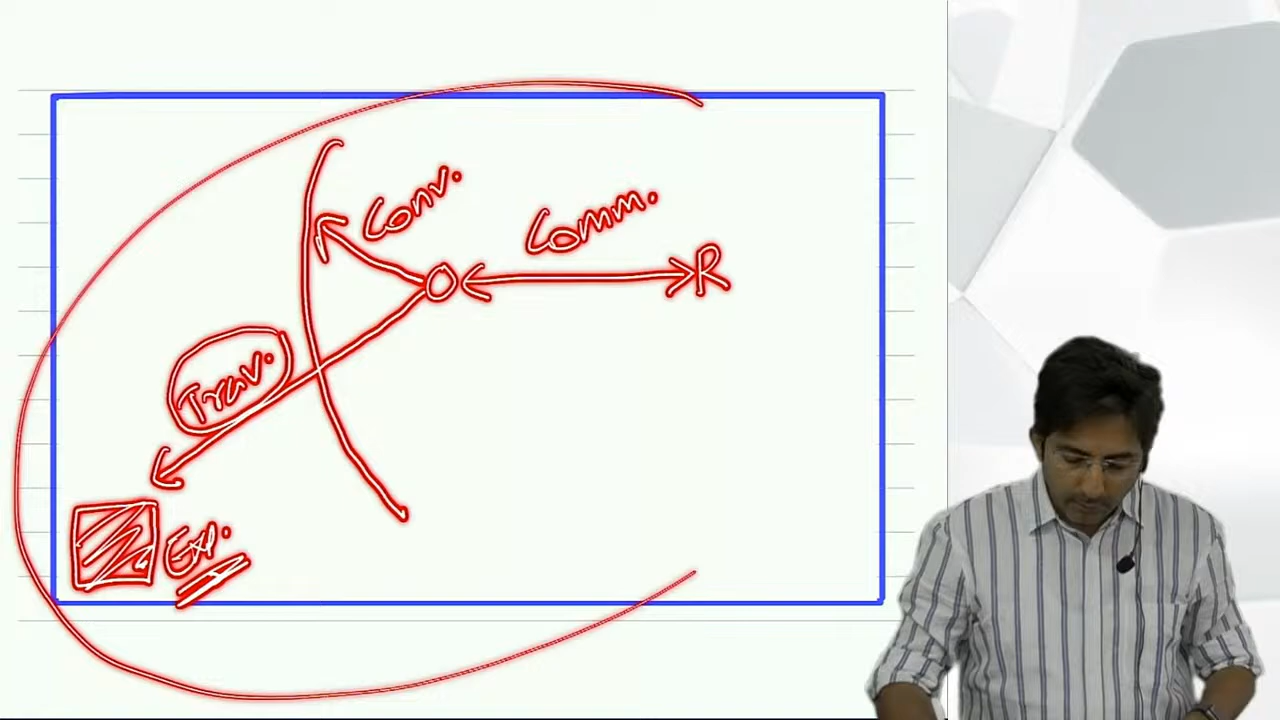 Conv.
Comm.
O
R
Trav.
Exp.